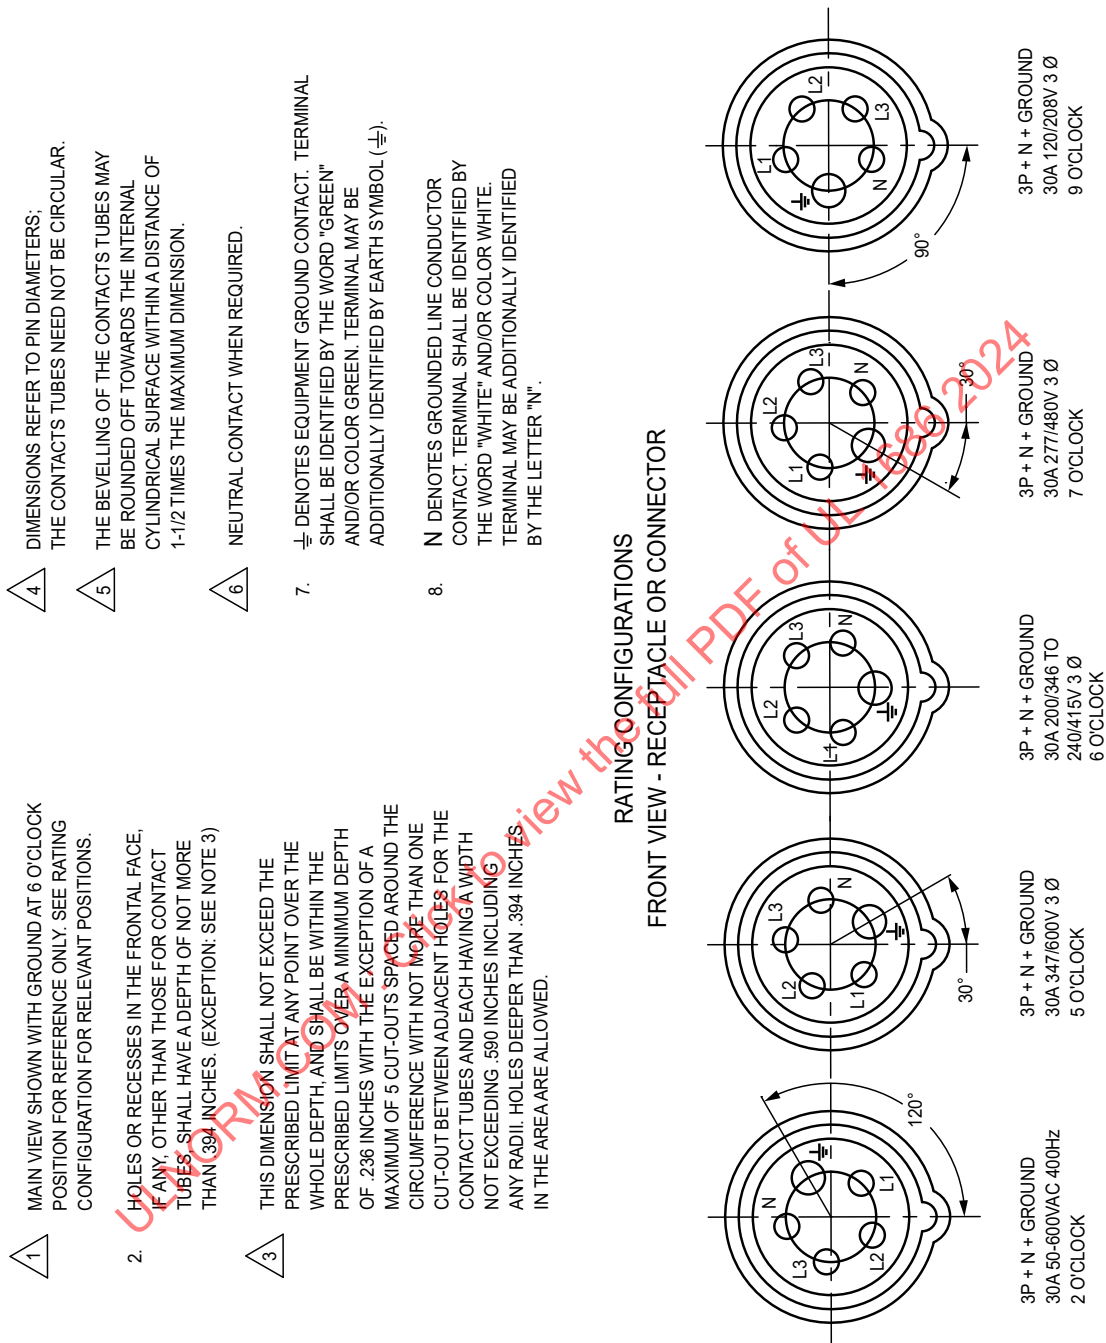 1
MAIN VIEW SHOWN WITH GROUND AT 6 O'CLOCK
POSITION FOR REFERENCE ONLY. SEE RATING
CONFIGURATION FOR RELEVANT POSITIONS.
2.
HOLES OR RECESSES IN THE FRONTAL FACE,
IF ANY, OTHER THAN THOSE FOR CONTACT
TUBES, SHALL HAVE A DEPTH OF NOT MORE
THAN .394 INCHES. (EXCEPTION: SEE NOTE 3)
3
THIS DIMENSION SHALL NOT EXCEED THE
PRESCRIBED LIMIT AT ANY POINT OVER THE
WHOLE DEPTH, AND SHALL BE WITHIN THE
PRESCRIBED LIMITS OVER A MINIMUM DEPTH
OF .236 INCHES WITH THE EXCEPTION OF A
MAXIMUM OF 5 CUT-OUTS SPACED AROUND THE
CIRCUMFERENCE WITH NOT MORE THAN ONE
CUT-OUT BETWEEN ADJACENT HOLES FOR THE
CONTACT TUBES AND EACH HAVING A WIDTH
NOT EXCEEDING .590 INCHES INCLUDING
ANY RADII. HOLES DEEPER THAN .394 INCHES
IN THE AREA ARE ALLOWED.
4
DIMENSIONS REFER TO PIN DIAMETERS;
THE CONTACTS TUBES NEED NOT BE CIRCULAR.
5
THE BEVELLING OF THE CONTACTS TUBES MAY
BE ROUNDED OFF TOWARDS THE INTERNAL
CYLINDRICAL SURFACE WITHIN A DISTANCE OF
1-1/2 TIMES THE MAXIMUM DIMENSION.
6
NEUTRAL CONTACT WHEN REQUIRED.
7.
⏚ DENOTES EQUIPMENT GROUND CONTACT. TERMINAL
SHALL BE IDENTIFIED BY THE WORD "GREEN"
AND/OR COLOR GREEN. TERMINAL MAY BE
ADDITIONALLY IDENTIFIED BY EARTH SYMBOL (⏚).
8.
N DENOTES GROUNDED LINE CONDUCTOR
CONTACT. TERMINAL SHALL BE IDENTIFIED BY
THE WORD "WHITE" AND/OR COLOR WHITE.
TERMINAL MAY BE ADDITIONALLY IDENTIFIED
BY THE LETTER "N".
RATING CONFIGURATIONS
FRONT VIEW - RECEPTACLE OR CONNECTOR
N
L3
L2
L1
120°
3P + N + GROUND
30A 50-600VAC 400Hz
2 O'CLOCK
L3
N
L2
L1
30°
3P + N + GROUND
30A 347/600V 3 Ø
5 O'CLOCK
L2
L3
L1
N
3P + N + GROUND
30A 200/346 TO
240/415V 3 Ø
6 O'CLOCK
L2
L3
L1
N
30°
3P + N + GROUND
30A 277/480V 3 Ø
7 O'CLOCK
L1
L2
L3
N
90°
3P + N + GROUND
30A 120/208V 3 Ø
9 O'CLOCK
ULNORM.COM : Click to view the full PDF of UL 1686 2024